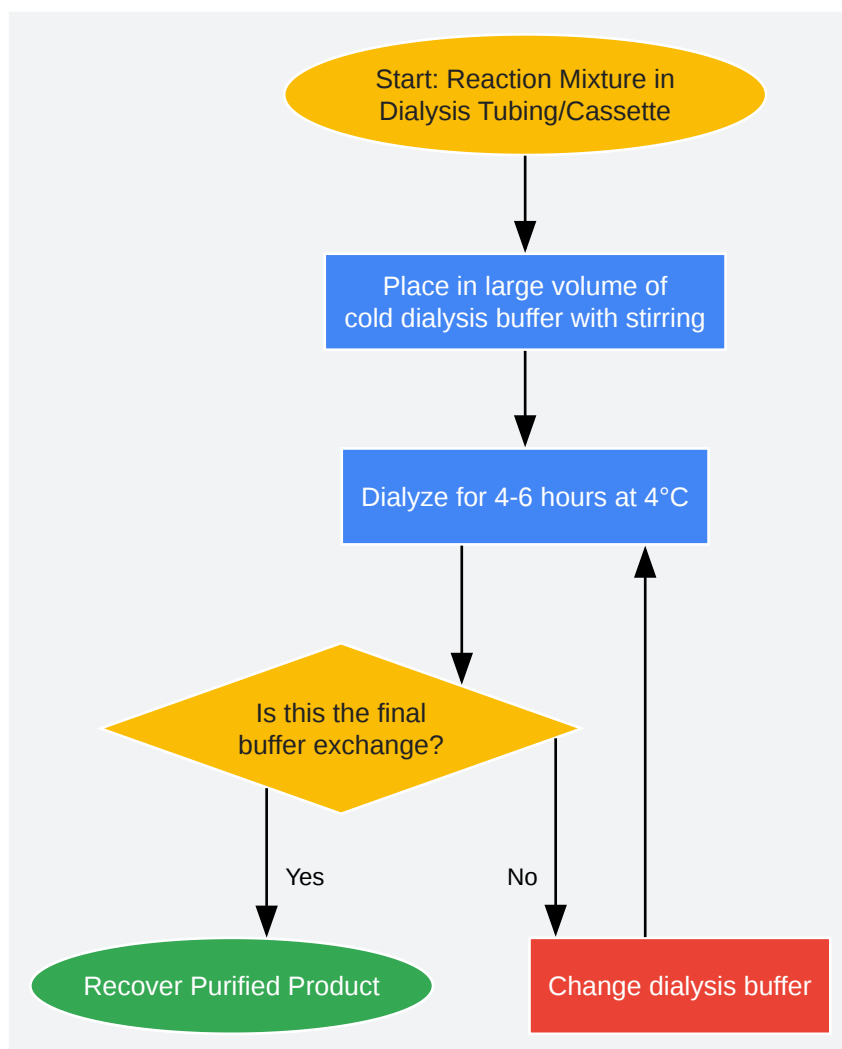 Start: Reaction Mixture in
Dialysis Tubing/Cassette
Place in large volume of
cold dialysis buffer with stirring
Dialyze for 4-6 hours at 4°C
Is this the final
buffer exchange?
Yes
No
Recover Purified Product
Change dialysis buffer